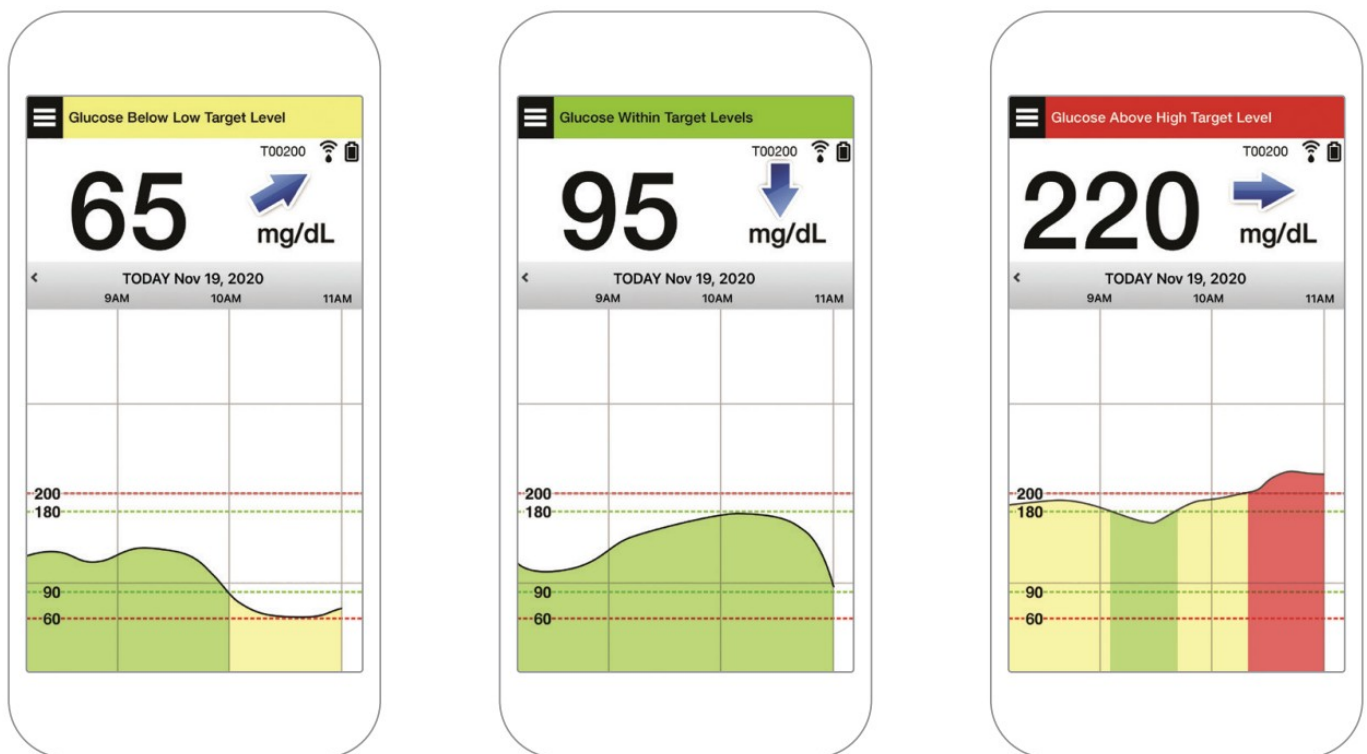 Glucose Below Low Target Level
T00200
65
mg/dL
TODAY Nov 19, 2020
9AM 10AM 11AM
200
180
90
60
Glucose Within Target Levels
T00200
95
mg/dL
TODAY Nov 19, 2020
9AM 10AM 11AM
200
180
90
60
Glucose Above High Target Level
T00200
220
mg/dL
TODAY Nov 19, 2020
9AM 10AM 11AM
200
180
90
60